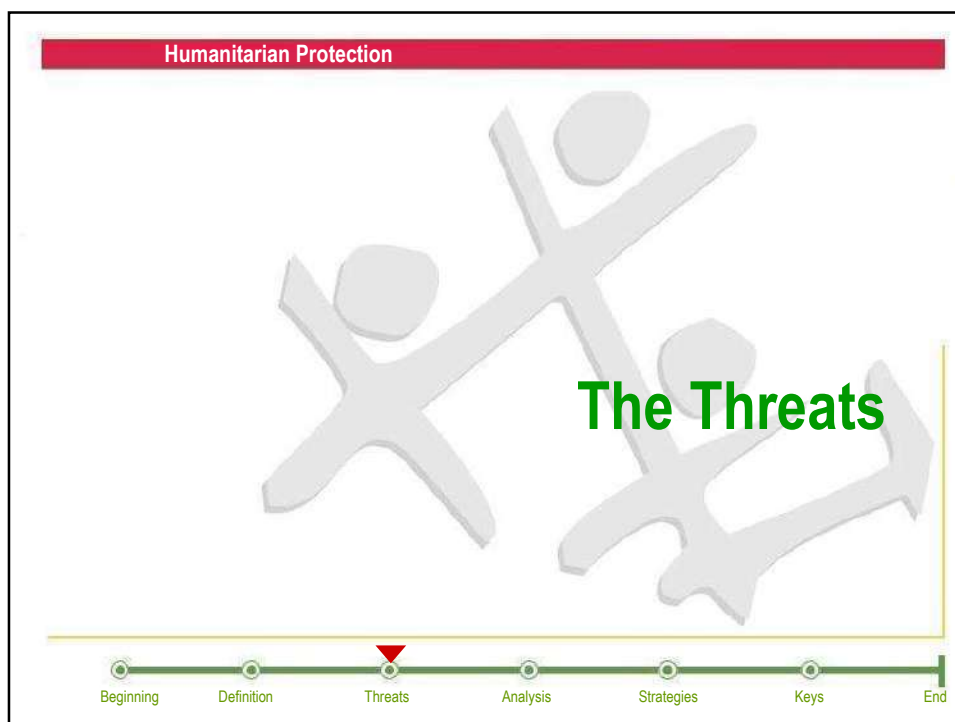 Humanitarian Protection
The Threats
Beginning Definition Threats Analysis Strategies Keys End